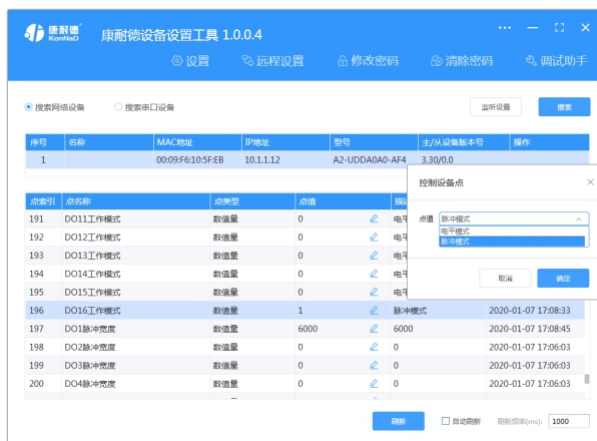 康耐德
KonNaD
康耐德设备设置工具 1.0.0.4
设置 远程设置 修改密码 清除密码 调试助手
搜索网络设备 搜索串口设备 监听设置 搜索
序号 名称 MAC地址 IP地址 型号 主/从设备版本号 操作
1 00:09:F6:10:5F:EB 10.1.1.12 A2-UDDA0A0-AF4 3.30/0.0
控制设备点
点值 脉冲模式
电平模式
脉冲模式
取消 确定
点索引 点名称 点类型 点值
191 DO11工作模式 数值量 0 电平
192 DO12工作模式 数值量 0 电平
193 DO13工作模式 数值量 0 电平
194 DO14工作模式 数值量 0 电平
195 DO15工作模式 数值量 0 电平
196 DO16工作模式 数值量 1 脉冲模式 2020-01-07 17:08:33
197 DO1脉冲宽度 数值量 6000 6000 2020-01-07 17:08:45
198 DO2脉冲宽度 数值量 0 0 2020-01-07 17:06:03
199 DO3脉冲宽度 数值量 0 0 2020-01-07 17:06:03
200 DO4脉冲宽度 数值量 0 0 2020-01-07 17:06:03
刷新 自动刷新 刷新频率(ms): 1000